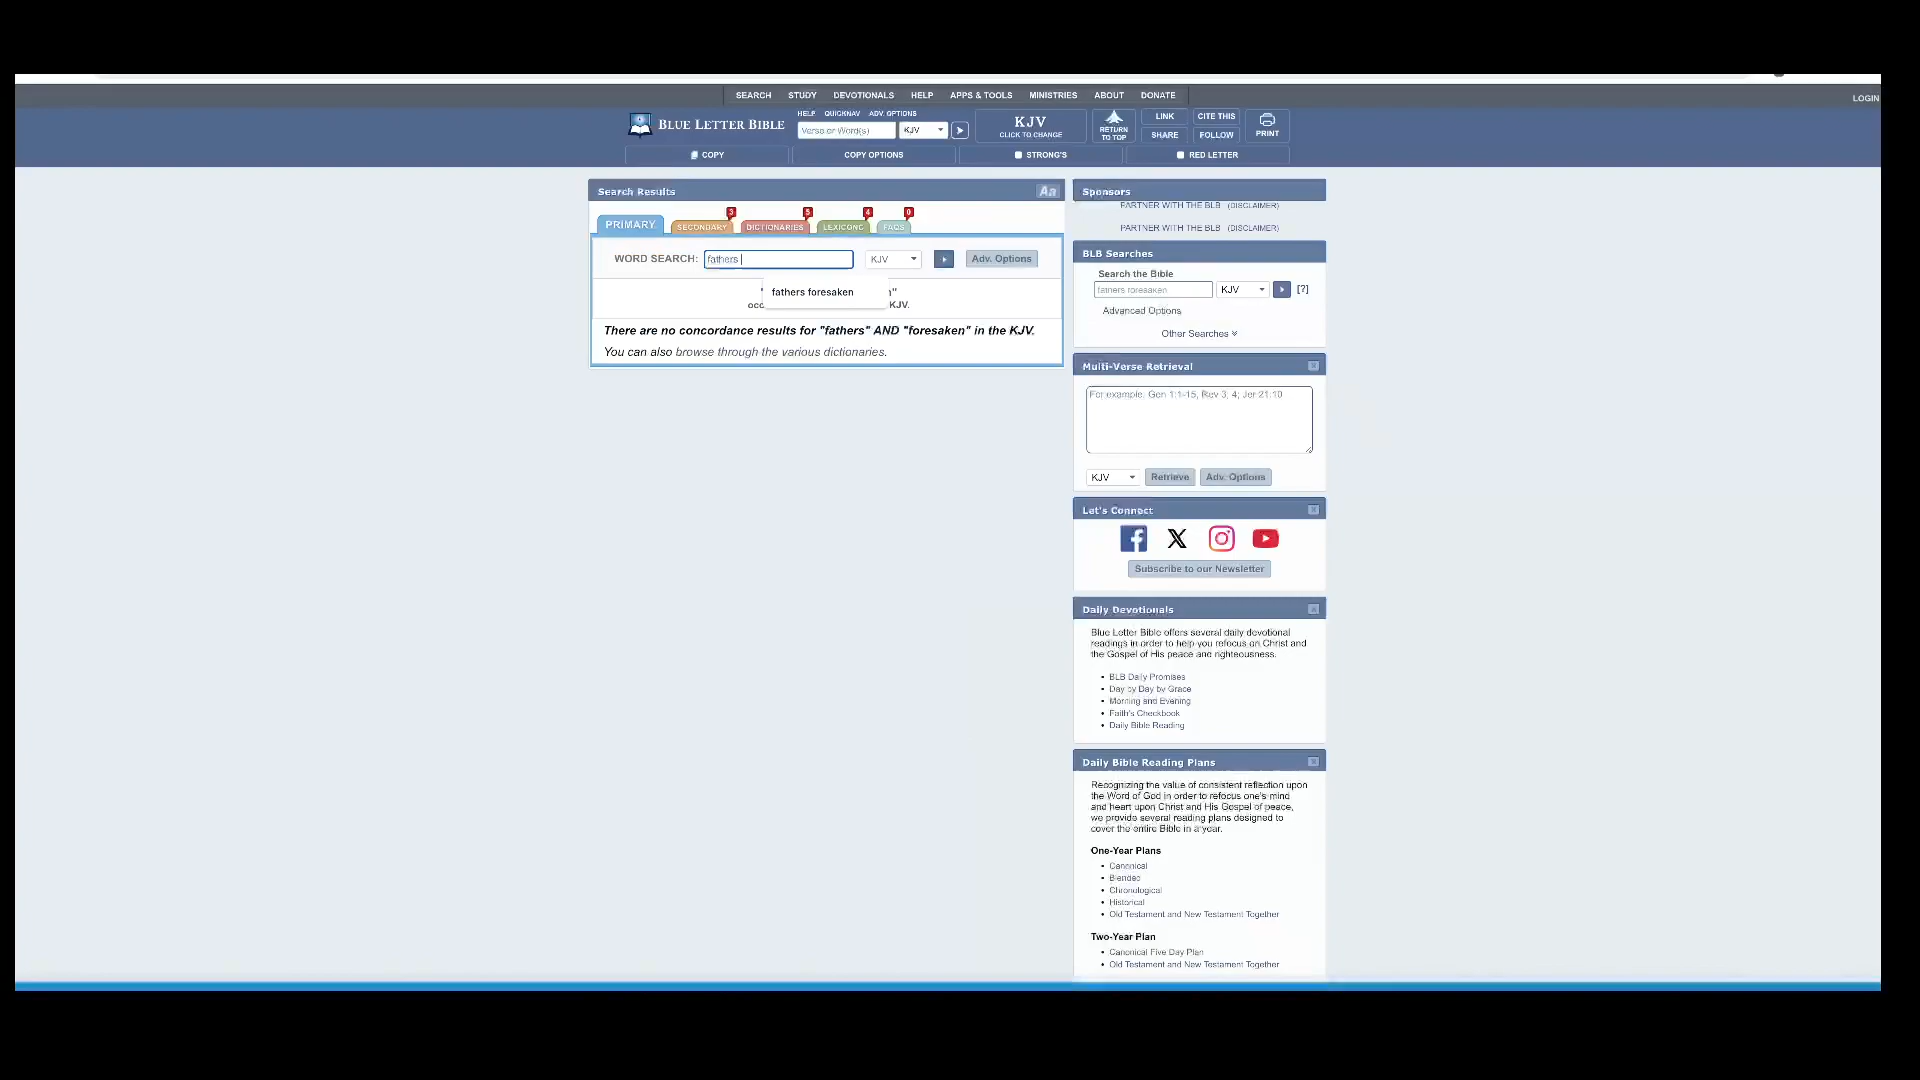 SEARCH STUDY DEVOTIONALS HELP APPS & TOOLS MINISTRIES ABOUT DONATE
LOGIN
BLUE LETTER BIBLE
HELP QUICKNAV ADV. OPTIONS
Verse or Word(s) KJV
KJV
CLICK TO CHANGE
RETURN
TO TOP
LINK CITE THIS
SHARE FOLLOW
PRINT
COPY COPY OPTIONS STRONG'S RED LETTER
Search Results Aa
3 5 4 0
PRIMARY SECONDARY DICTIONARIES LEXICONC FAQS
WORD SEARCH: fathers KJV Adv. Options
fathers foresaken
occ KJV.
There are no concordance results for "fathers" AND "foresaken" in the KJV.
You can also browse through the various dictionaries.
Sponsors
PARTNER WITH THE BLB (DISCLAIMER)
PARTNER WITH THE BLB (DISCLAIMER)
BLB Searches
Search the Bible
fathers foresaken KJV [?]
Advanced Options
Other Searches
Multi-Verse Retrieval
For example, Gen 1:1-15, Rev 3, 4; Jer 21:10
KJV Retrieve Adv. Options
Let's Connect
Subscribe to our Newsletter
Daily Devotionals
Blue Letter Bible offers several daily devotional
readings in order to help you refocus on Christ and
the Gospel of His peace and righteousness.
• BLB Daily Promises
• Day by Day by Grace
• Morning and Evening
• Faith's Checkbook
• Daily Bible Reading
Daily Bible Reading Plans
Recognizing the value of consistent reflection upon
the Word of God in order to refocus one's mind
and heart upon Christ and His Gospel of peace,
we provide several reading plans designed to
cover the entire Bible in a year.
One-Year Plans
• Canonical
• Blended
• Chronological
• Historical
• Old Testament and New Testament Together
Two-Year Plan
• Canonical Five Day Plan
• Old Testament and New Testament Together